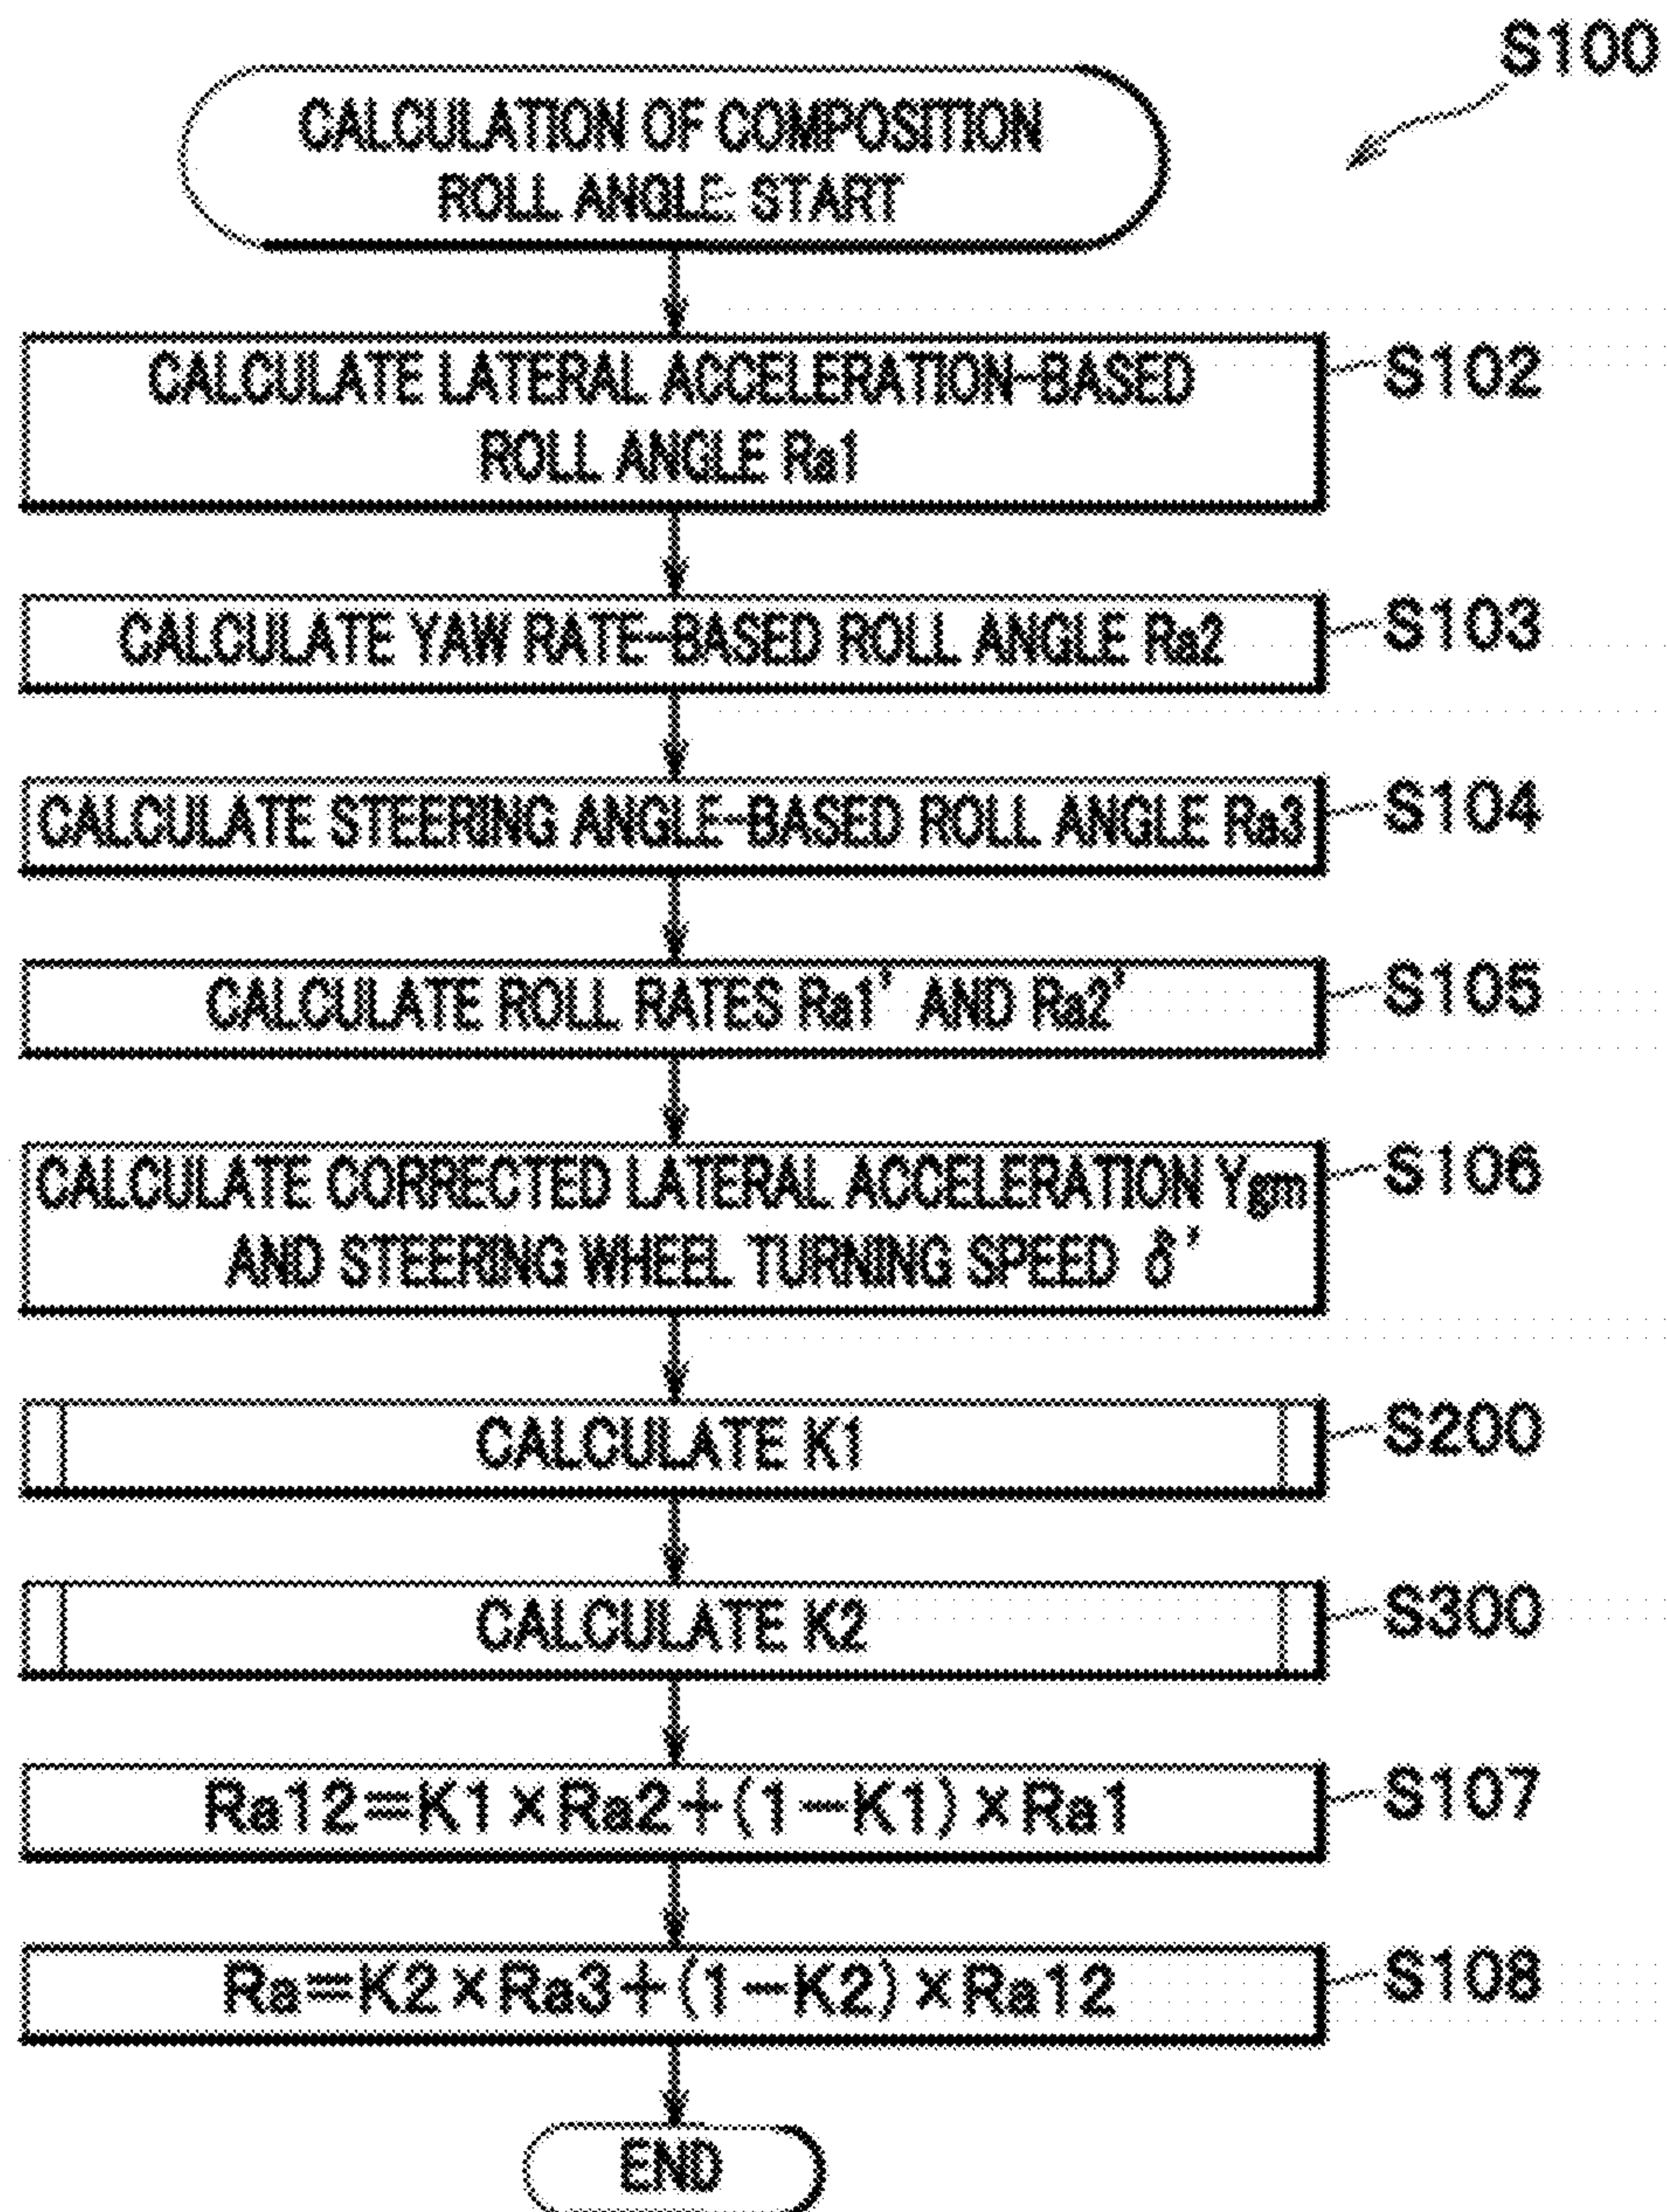 S100
CALCULATION OF COMPOSITION
ROLL ANGLE START
CALCULATE LATERAL ACCELERATION-BASED
ROLL ANGLE Ra1
S102
CALCULATE YAW RATE-BASED ROLL ANGLE Ra2
S103
CALCULATE STEERING ANGLE-BASED ROLL ANGLE Ra3
S104
CALCULATE ROLL RATES Ra1' AND Ra2'
S105
CALCULATE CORRECTED LATERAL ACCELERATION Ygm
AND STEERING WHEEL TURNING SPEED δ'
S106
CALCULATE K1
S200
CALCULATE K2
S300
Ra12=K1×Ra2+(1-K1)×Ra1
S107
Ra=K2×Ra3+(1-K2)×Ra12
S108
END